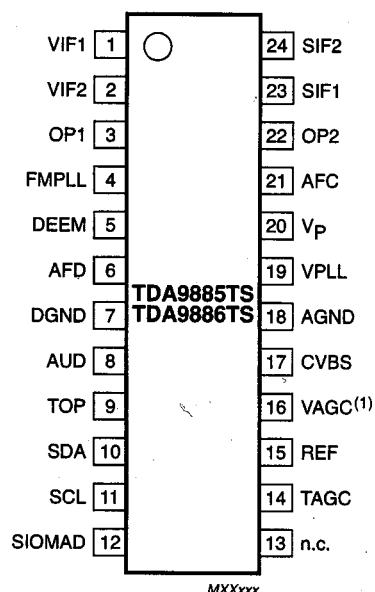 VIF1 1 24 SIF2
VIF2 2 23 SIF1
OP1 3 22 OP2
FMPLL 4 21 AFC
DEEM 5 20 VP
AFD 6 19 VPLL
TDA9885TS
DGND 7 TDA9886TS 18 AGND
AUD 8 17 CVBS
TOP 9 16 VAGC(1)
SDA 10 15 REF
SCL 11 14 TAGC
SIOMAD 12 13 n.c.
MXXxxx